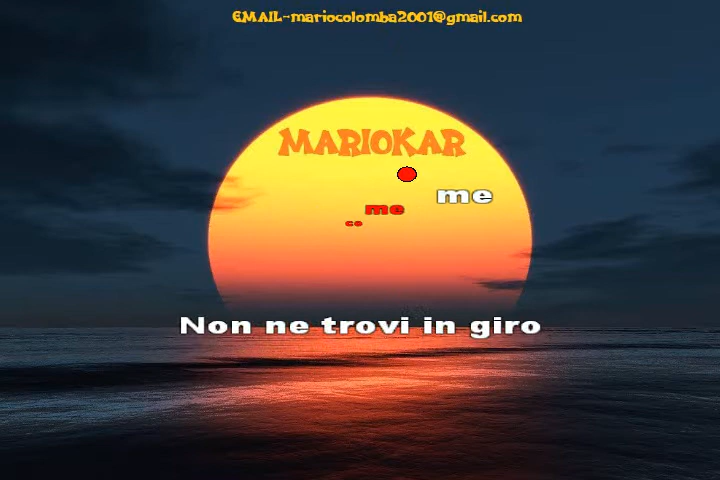 EMAIL-mariocolomba2001@gmail.com
MARIOKAR
me
me
co
Non ne trovi in giro